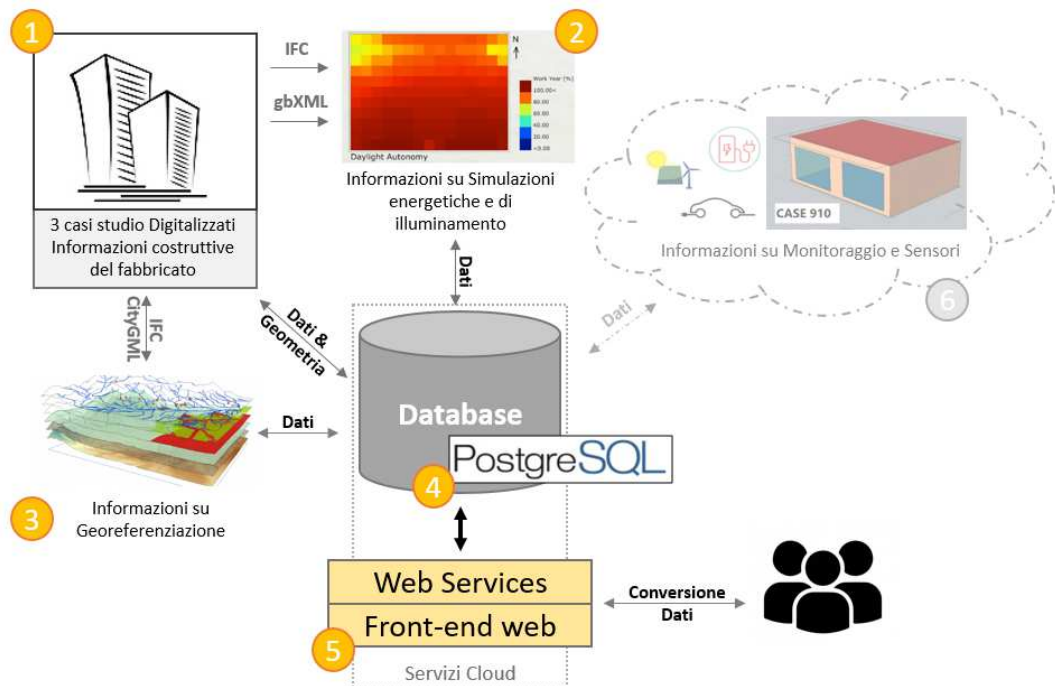 1
IFC
gbXML
3 casi studio Digitalizzati
Informazioni costruttive
del fabbricato
2
N
Work Year [%]
100.00<
80.00
60.00
40.00
20.00
<0.00
Daylight Autonomy
Informazioni su Simulazioni
energetiche e di
illuminamento
CASE 910
Informazioni su Monitoraggio e Sensori
6
Dati
Dati
IFC
CityGML
Dati &
Geometria
3
Informazioni su
Georeferenziazione
Dati
Database
PostgreSQL
4
Web Services
Front-end web
5
Servizi Cloud
Conversione
Dati